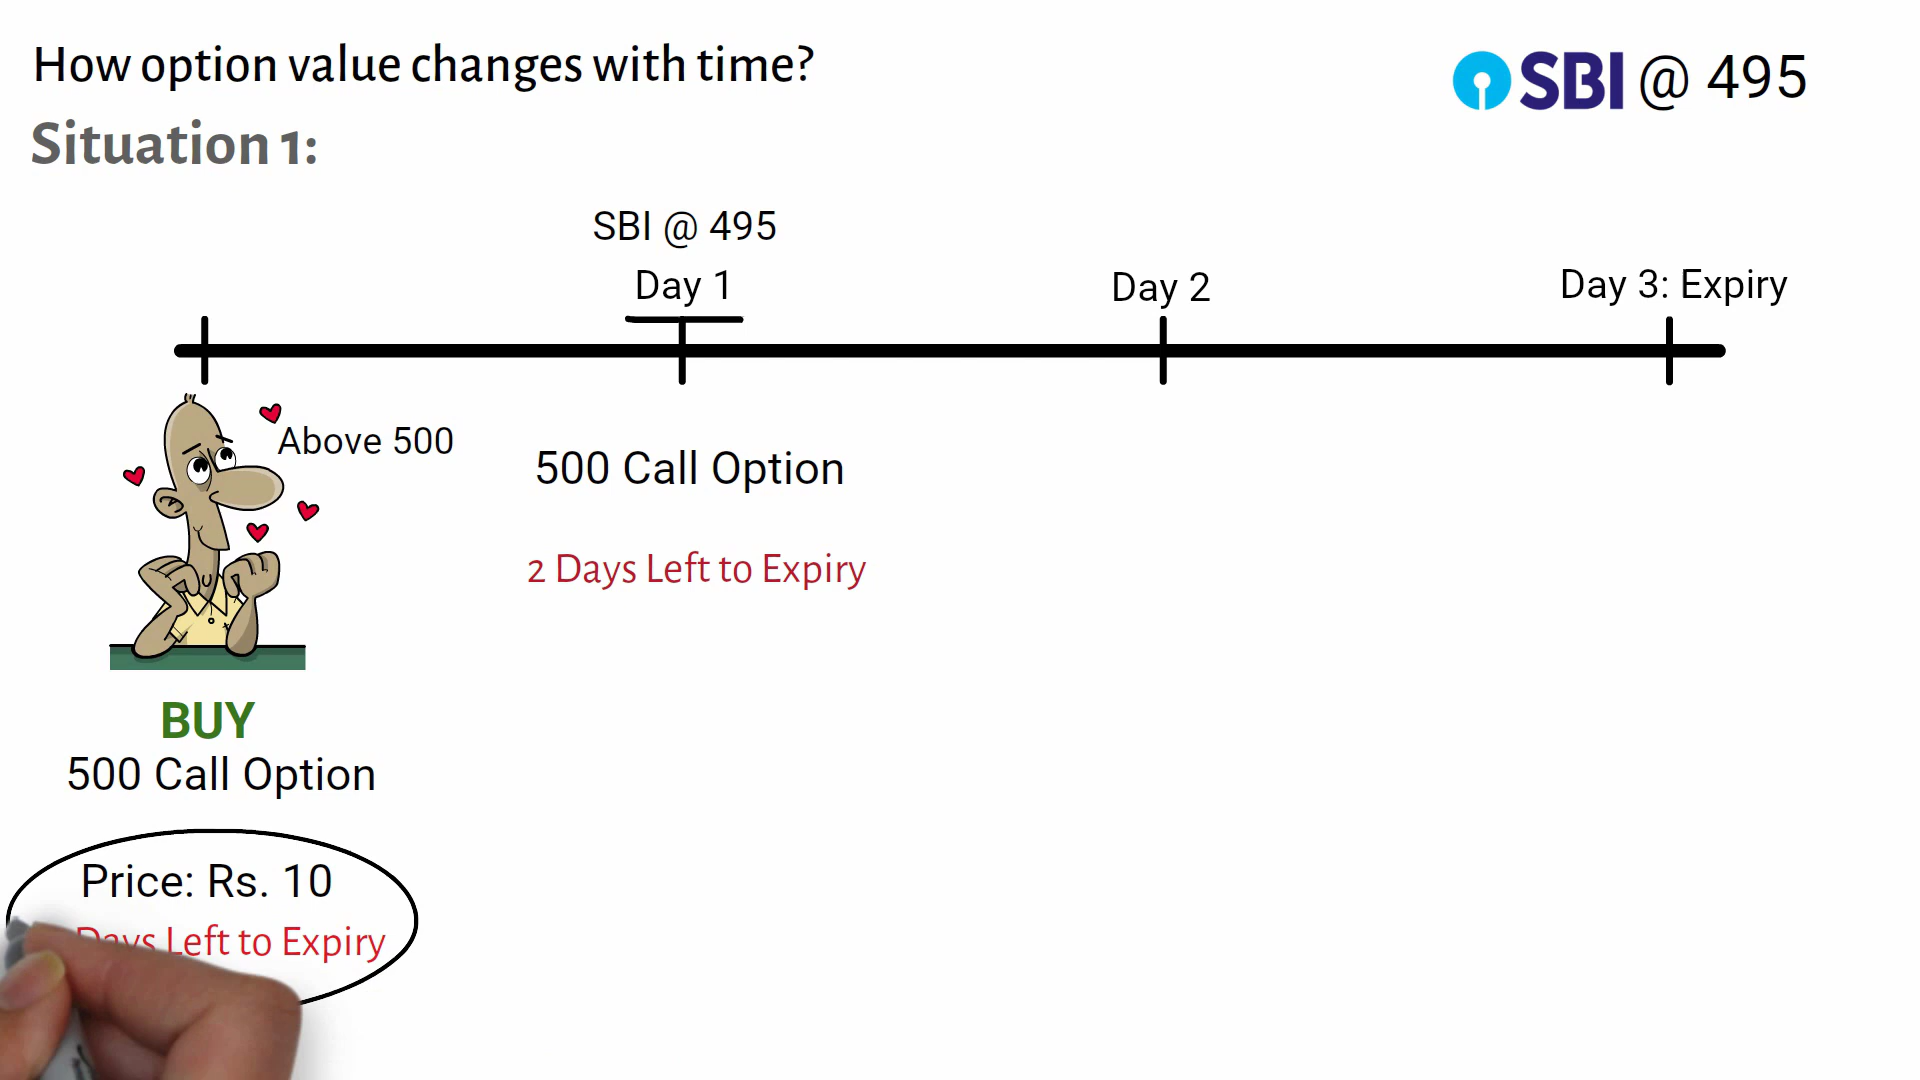 How option value changes with time?
SBI @ 495
Situation 1:
SBI @ 495
Day 1
Day 2
Day 3: Expiry
Above 500
500 Call Option
2 Days Left to Expiry
BUY
500 Call Option
Price: Rs. 10
Days Left to Expiry